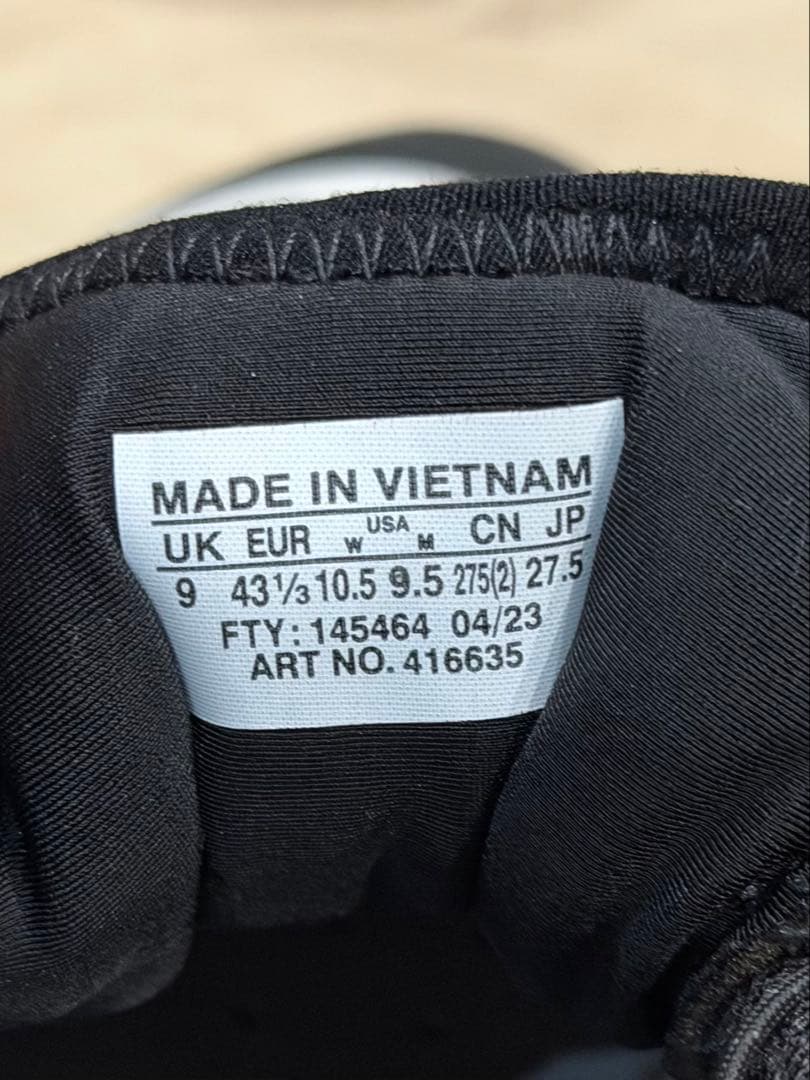 MADE IN VIETNAM
UK EUR W USA M CN JP
9 43⅓ 10.5 9.5 275(2) 27.5
FTY: 145464 04/23
ART NO. 416635